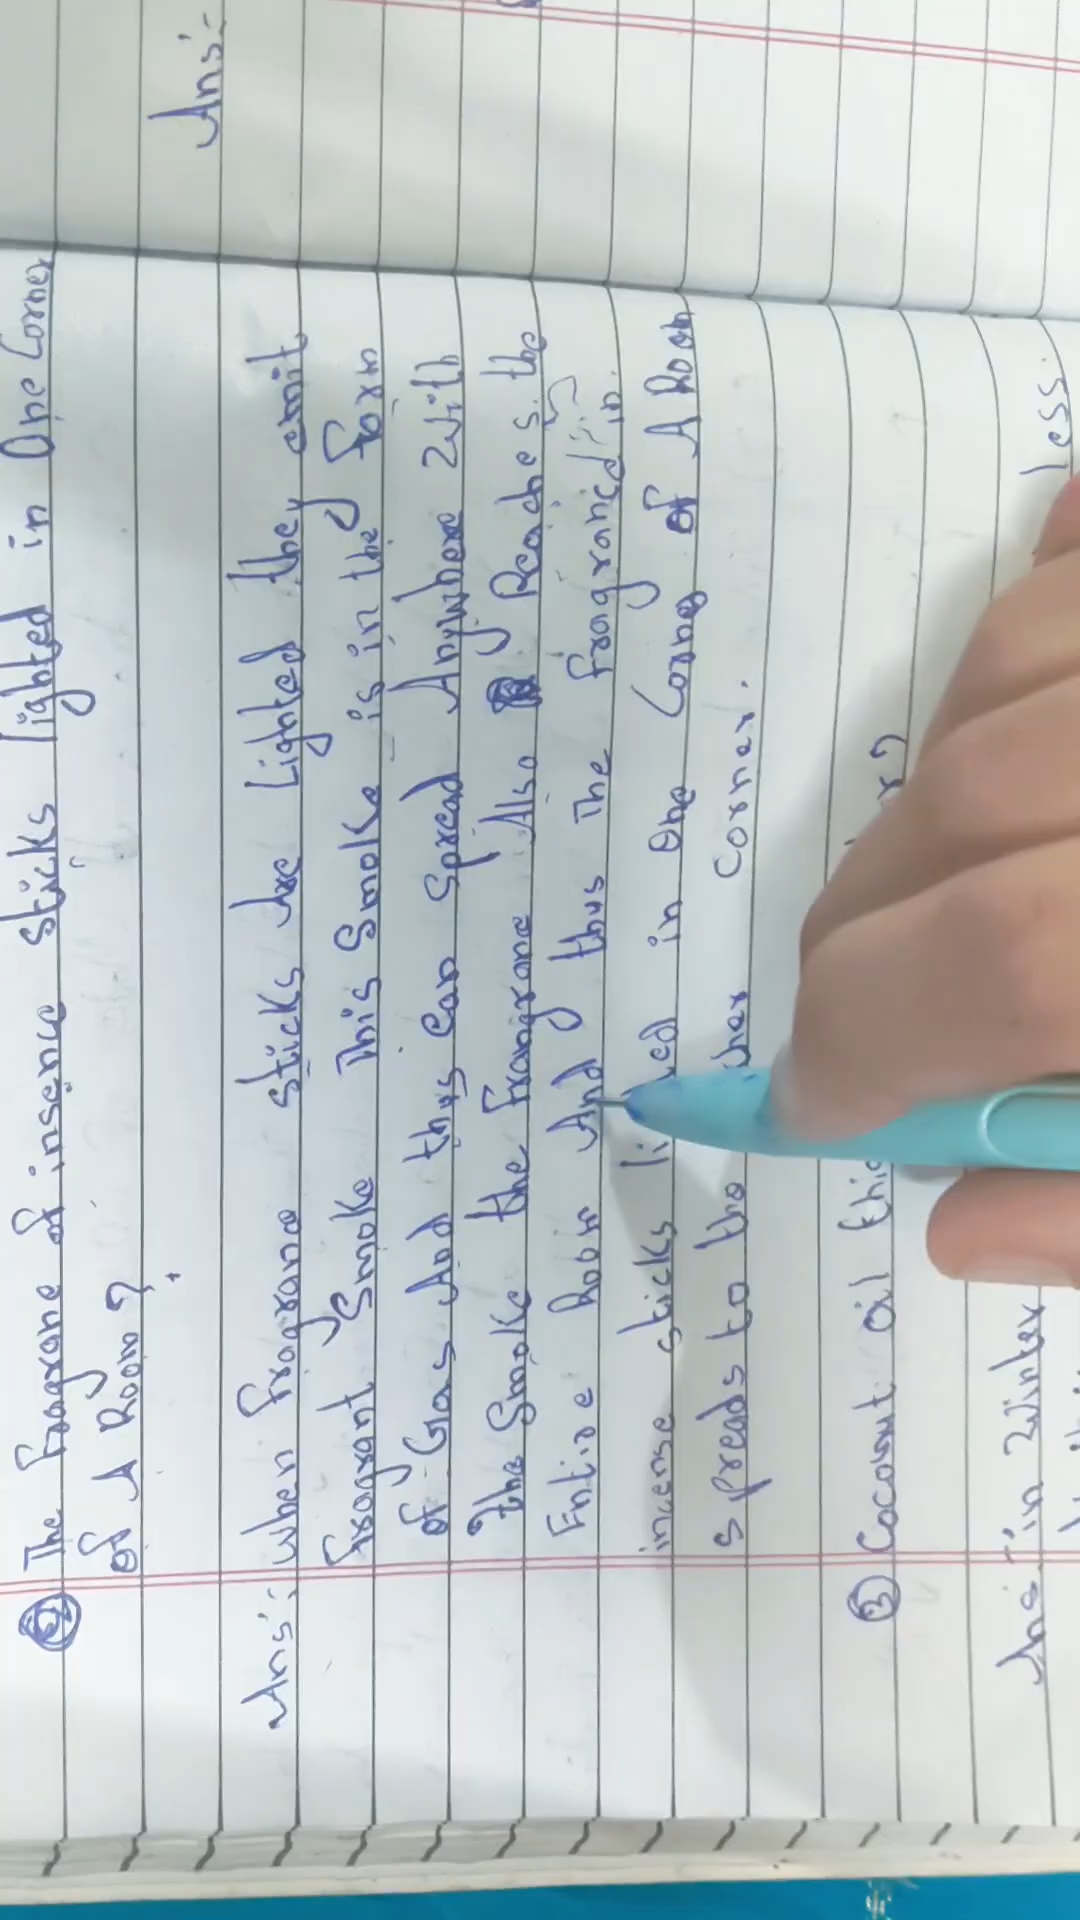 ② The Fragrane of insence sticks lighted in One Corner
of A Room?
Ans: When Fragrance sticks Are Lighted they emit
Fragrant Smoke This Smoke is in the Form
of Gas And thus can Spread Anywhere With
The Smoke the Frangrane Also Reaches the
Entire Room And thus The Fragranced in
incense sticks in one Corner of A Room
Spreads to the Corner.
③ Coconut oil
Ans:- in Winter less.
Ans:-